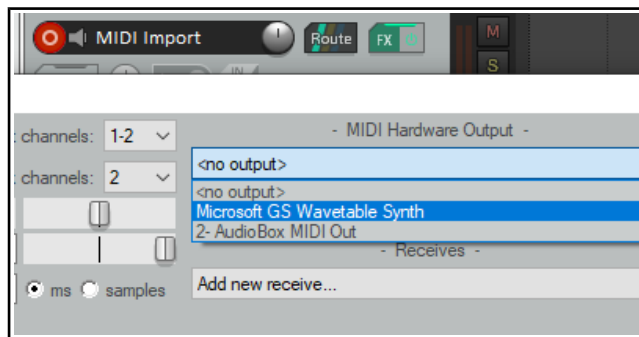 MIDI Import
Route
FX
M
S
IN
channels: 1-2
- MIDI Hardware Output -
<no output>
channels: 2
<no output>
Microsoft GS Wavetable Synth
2- AudioBox MIDI Out
- Receives -
ms
samples
Add new receive...